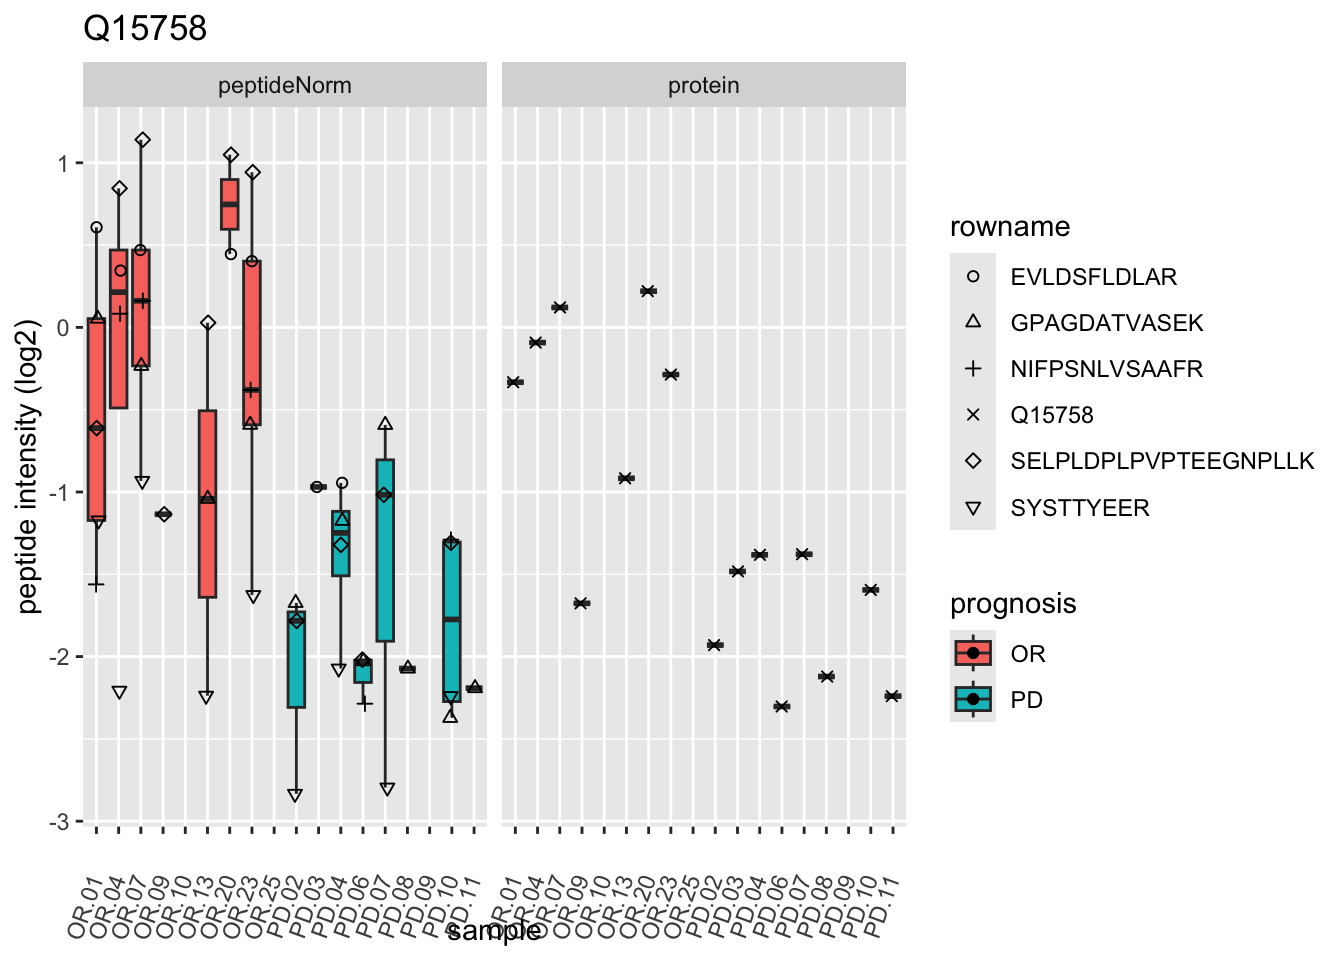 Q15758
peptideNorm
protein
peptide intensity (log2)
1
0
-1
-2
-3
OR.01
OR.04
OR.07
OR.09
OR.10
OR.13
OR.20
OR.23
OR.25
PD.02
PD.03
PD.04
PD.06
PD.07
PD.08
PD.09
PD.10
PD.11
OR.01
OR.04
OR.07
OR.09
OR.10
OR.13
OR.20
OR.23
OR.25
PD.02
PD.03
PD.04
PD.06
PD.07
PD.08
PD.09
PD.10
PD.11
sample
rowname
EVLDSFLDLAR
GPAGDATVASEK
NIFPSNLVSAAFR
Q15758
SELPLDPLPVPTEEGNPLLK
SYSTTYEER
prognosis
OR
PD